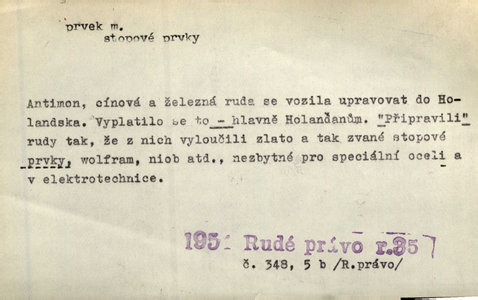 prvek m.
stopové prvky
Antimon, cínová a železná ruda se vozila upravovat do Ho-
landska. Vyplatilo se to - hlavně Holanďanům. "Připravili"
rudy tak, že z nich vyloučili zlato a tak zvané stopové
prvky, wolfram, niob atd., nezbytné pro speciální oceli a
v elektrotechnice.
195 Rudé právo r.35
č. 348, 5 b /R.právo/